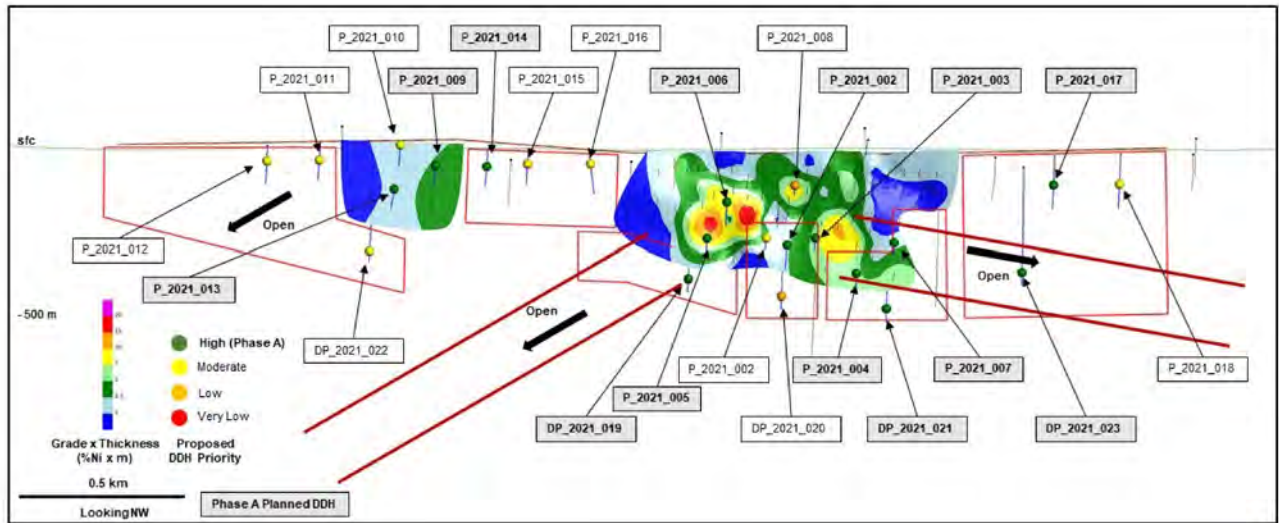 P_2021_010
P_2021_014
P_2021_016
P_2021_008
P_2021_011
P_2021_009
P_2021_015
P_2021_006
P_2021_002
P_2021_003
P_2021_017
sfc
Open
P_2021_012
Open
P_2021_013
-500 m
Open
DP_2021_022
High (Phase A)
Moderate
Low
Very Low
P_2021_002
P_2021_004
P_2021_007
P_2021_018
P_2021_005
DP_2021_019
DP_2021_020
DP_2021_021
DP_2021_023
Grade x Thickness
(%Ni x m)
Proposed
DDH Priority
0.5 km
Phase A Planned DDH
Looking NW